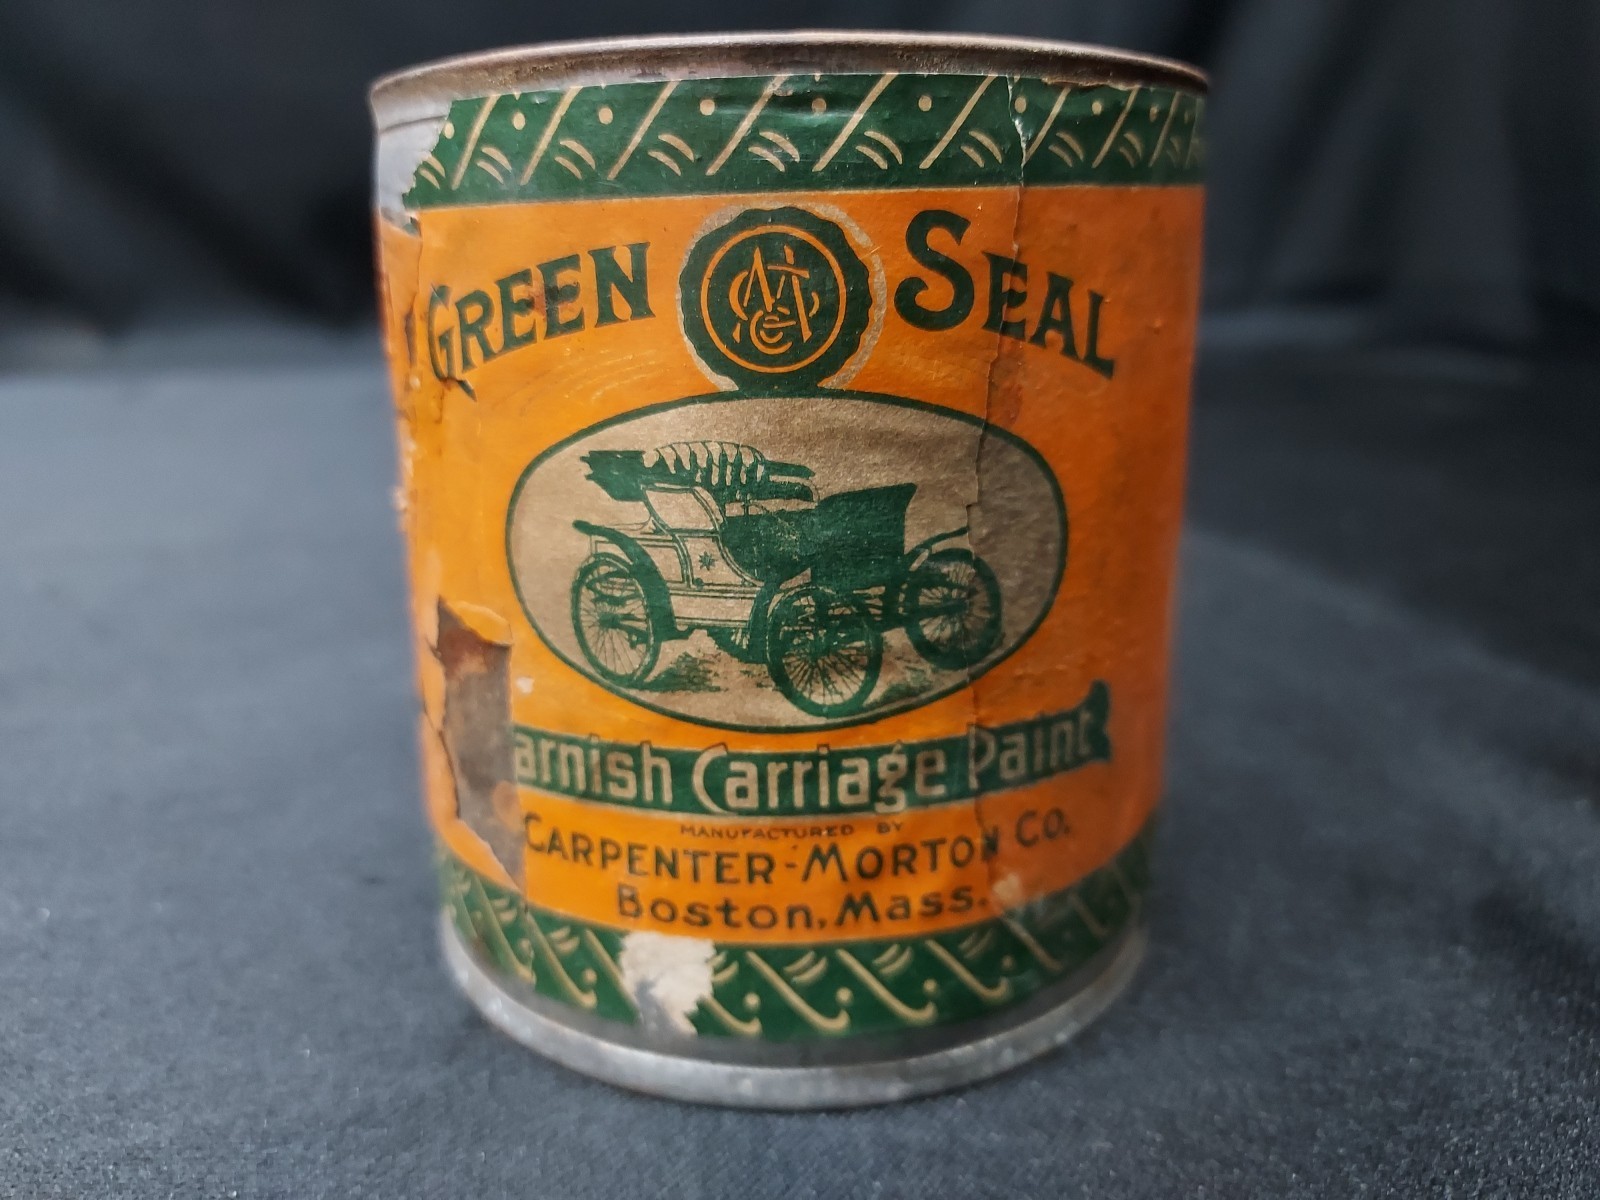 GREEN SEAL
arnish Carriage Paint
MANUFACTURED BY
CARPENTER-MORTON CO.
Boston, Mass.